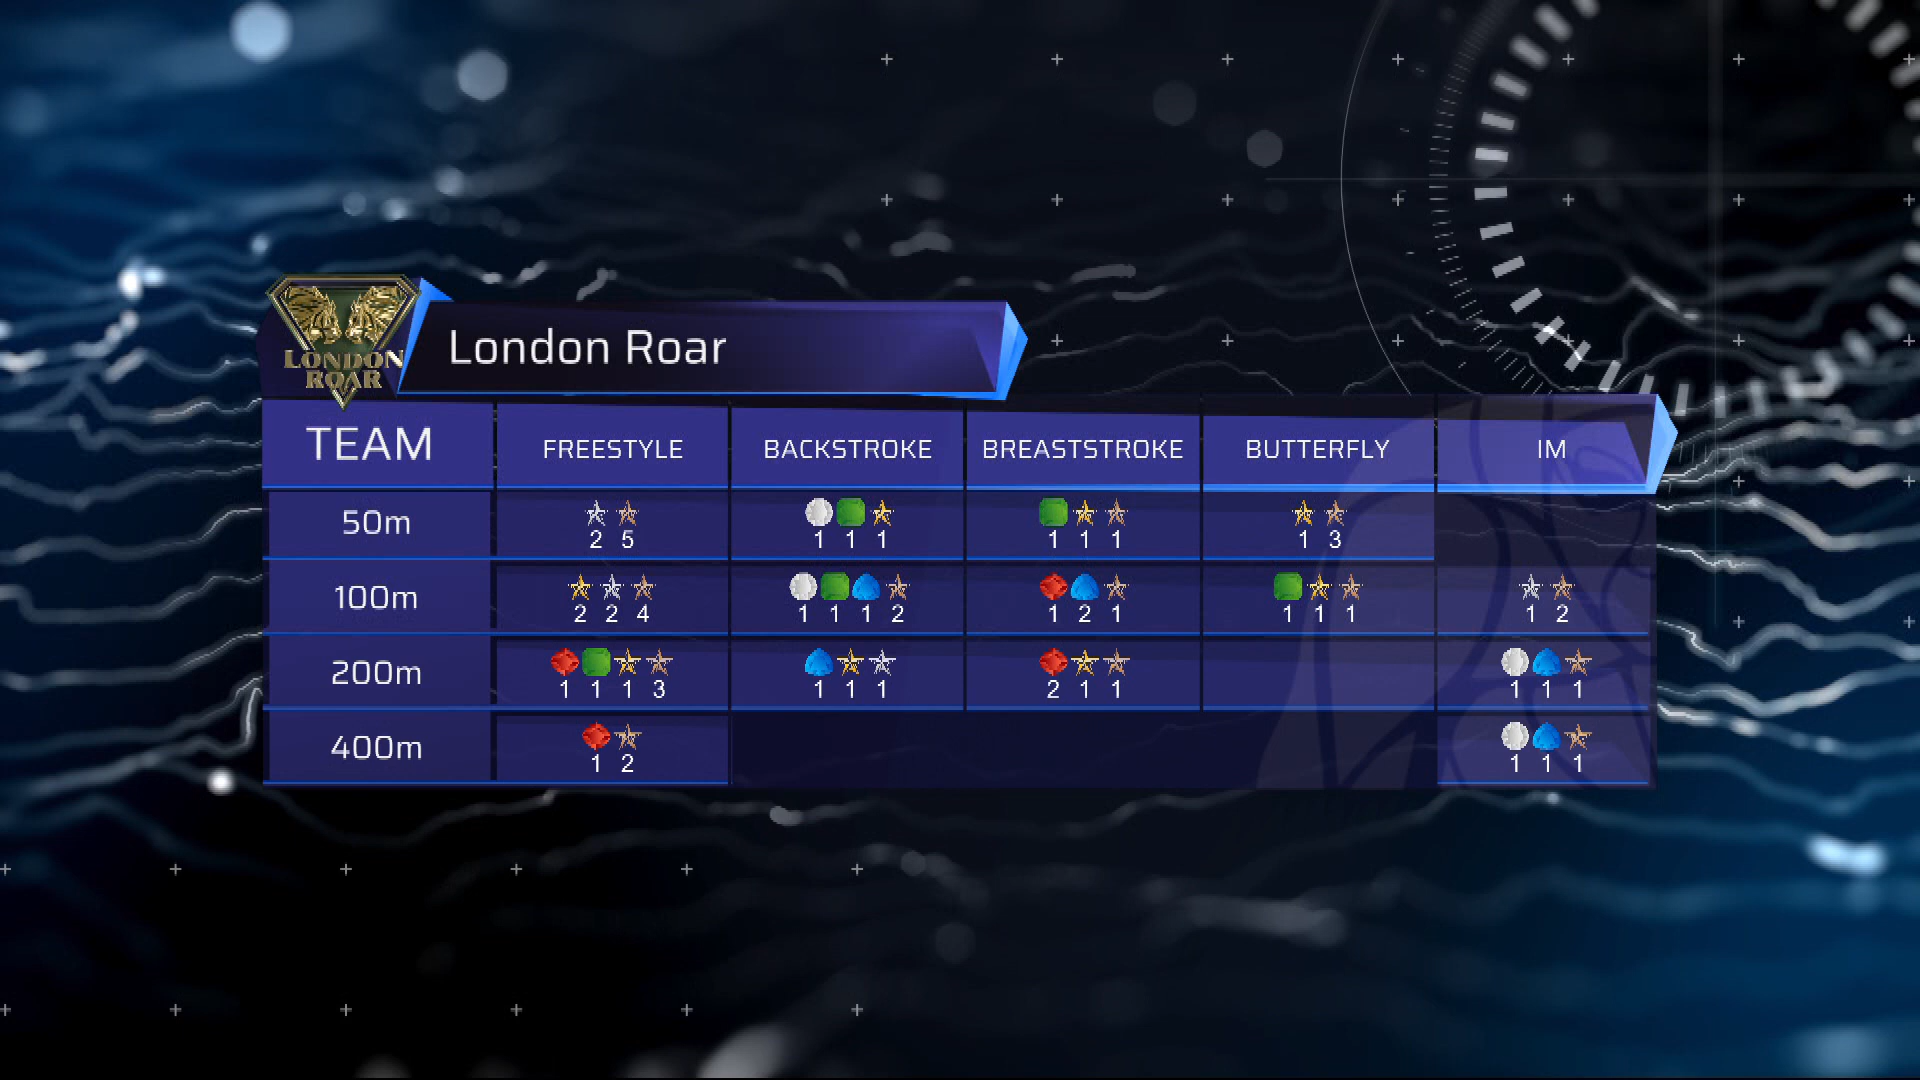 LONDON
ROAR
London Roar
TEAM FREESTYLE BACKSTROKE BREASTSTROKE BUTTERFLY IM
50m
2 5 1 1 1 1 1 1 1 3
100m
2 2 4 1 1 1 2 1 2 1 1 1 1 1 2
200m
1 1 1 3 1 1 1 2 1 1 1 1 1
400m
1 2 1 1 1